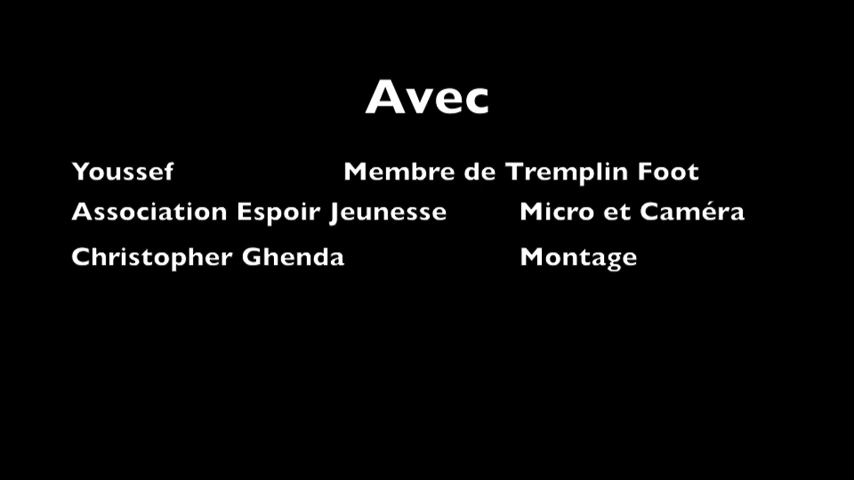 Avec
Youssef Membre de Tremplin Foot
Association Espoir Jeunesse Micro et Caméra
Christopher Ghenda Montage